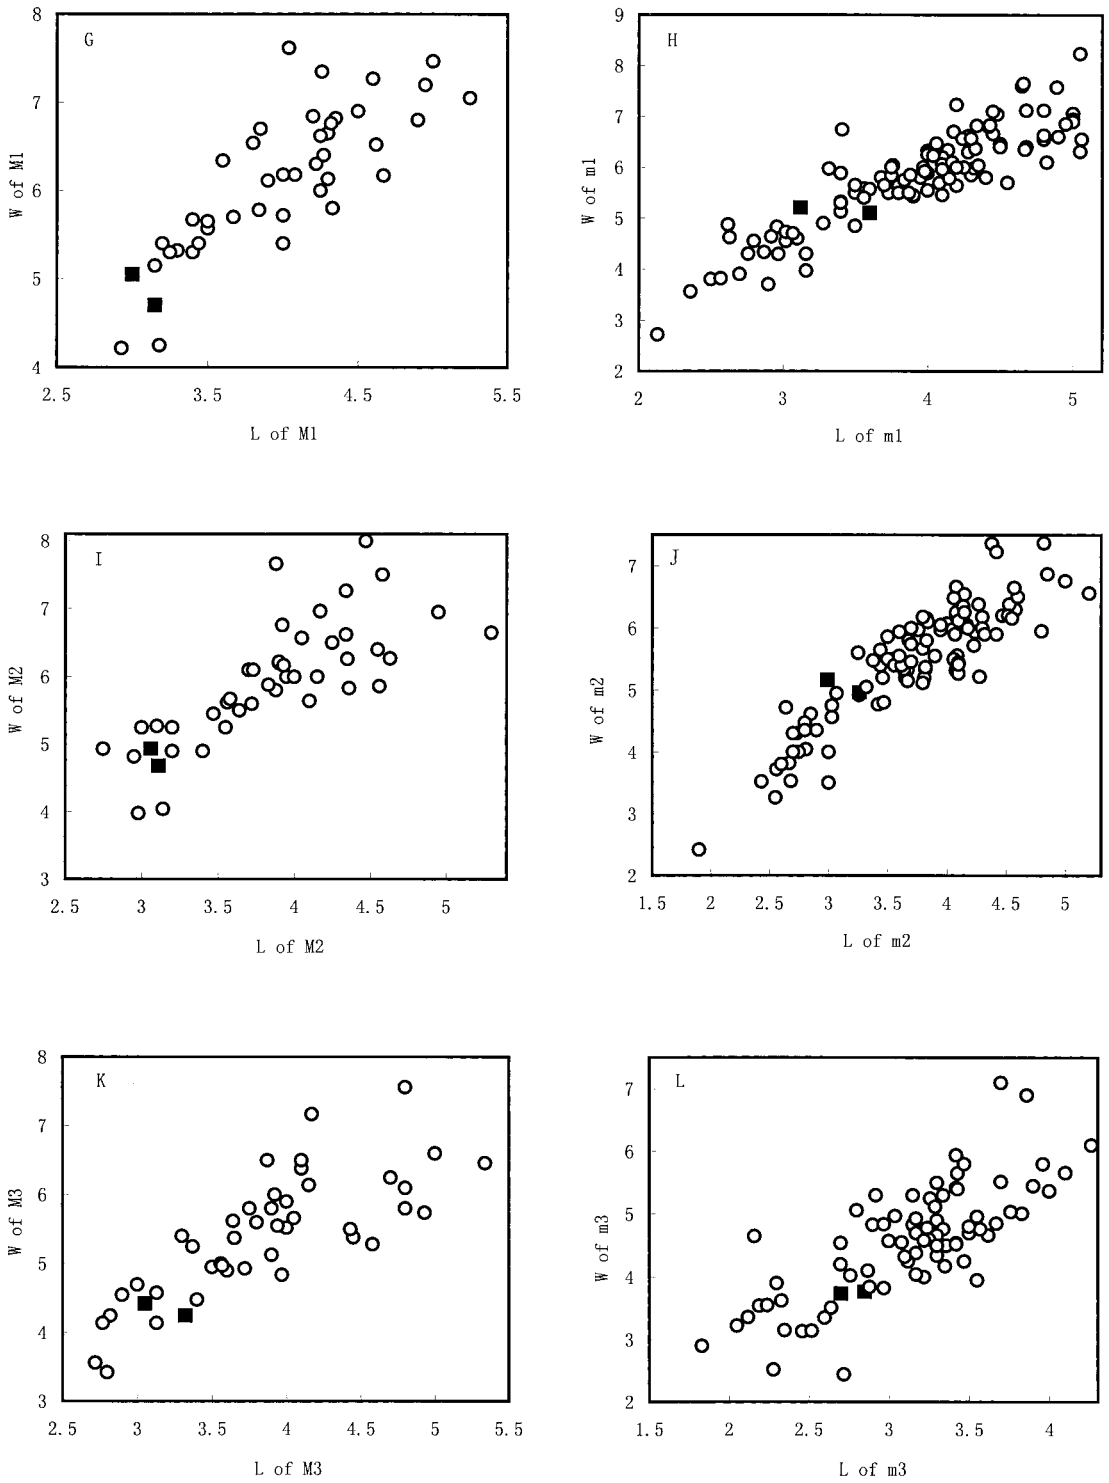 8
G
7
W of M1
6
5
4
2.5 3.5 4.5 5.5
L of M1
9
H
8
7
6
W of m1
5
4
3
2
2 3 4 5
L of m1
8
I
7
6
W of M2
5
4
3
2.5 3 3.5 4 4.5 5
L of M2
J
7
6
W of m2
5
4
3
2
1.5 2 2.5 3 3.5 4 4.5 5
L of m2
8
K
7
6
W of M3
5
4
3
2.5 3 3.5 4 4.5 5 5.5
L of M3
L
7
6
5
W of m3
4
3
2
1.5 2 2.5 3 3.5 4
L of m3